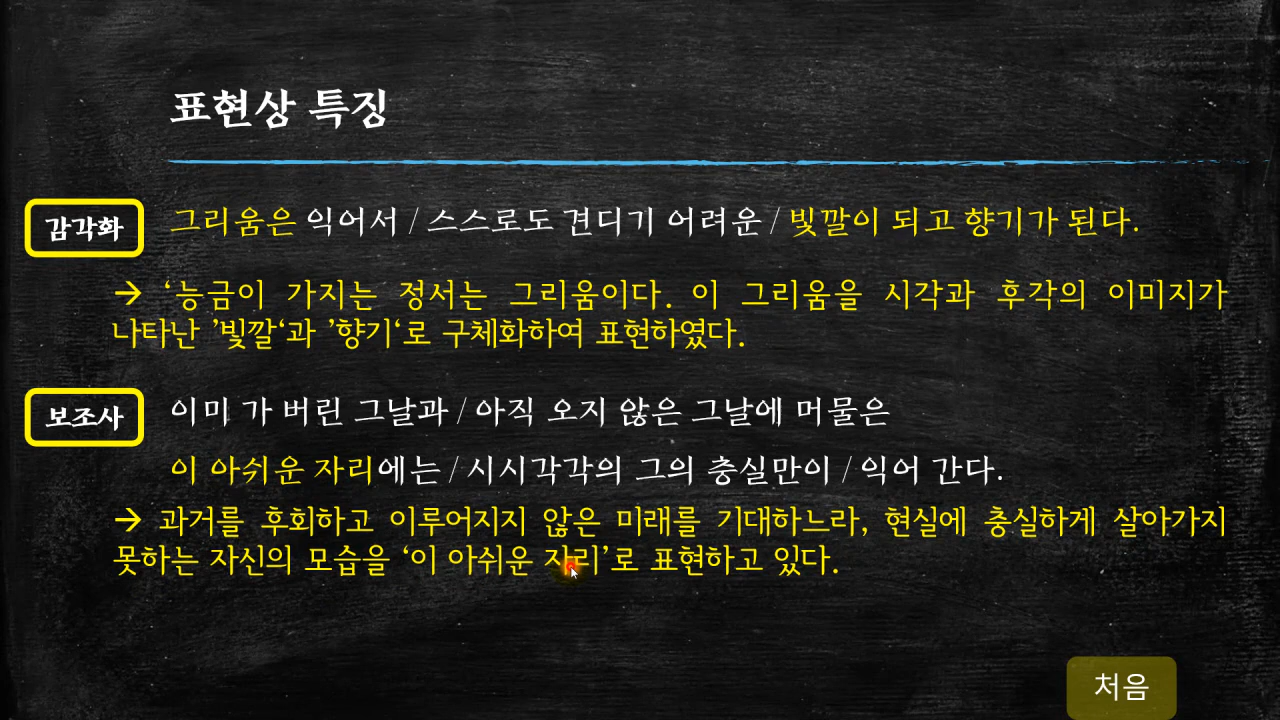 표현상 특징
감각화 그리움은 익어서 / 스스로도 견디기 어려운 / 빛깔이 되고 향기가 된다.
→ ‘능금이 가지는 정서는 그리움이다. 이 그리움을 시각과 후각의 이미지가
나타난 ’빛깔‘과 ’향기‘로 구체화하여 표현하였다.
보조사 이미 가 버린 그날과 / 아직 오지 않은 그날에 머물은
이 아쉬운 자리에는 / 시시각각의 그의 충실만이 / 익어 간다.
→ 과거를 후회하고 이루어지지 않은 미래를 기대하느라, 현실에 충실하게 살아가지
못하는 자신의 모습을 ‘이 아쉬운 자리’로 표현하고 있다.
처음